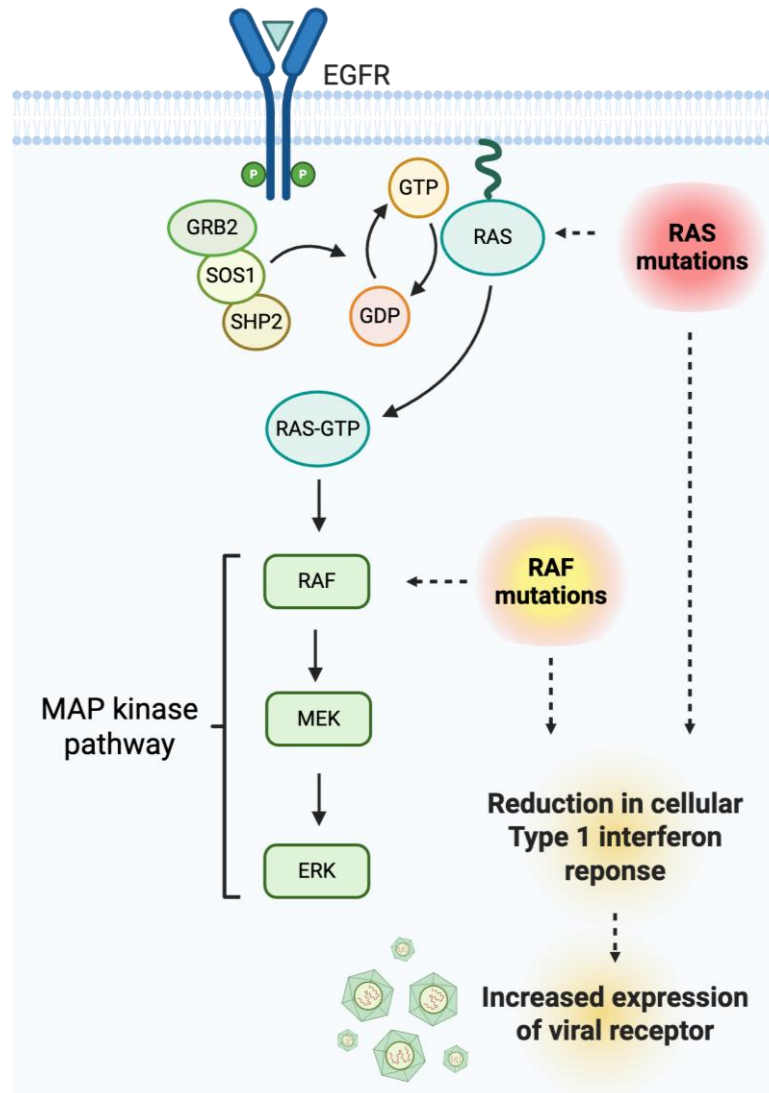 EGFR
P
P
GRB2
SOS1
SHP2
GTP
GDP
RAS
RAS
mutations
RAS-GTP
RAF
RAF
mutations
MAP kinase
pathway
MEK
ERK
Reduction in cellular
Type 1 interferon
reponse
Increased expression
of viral receptor